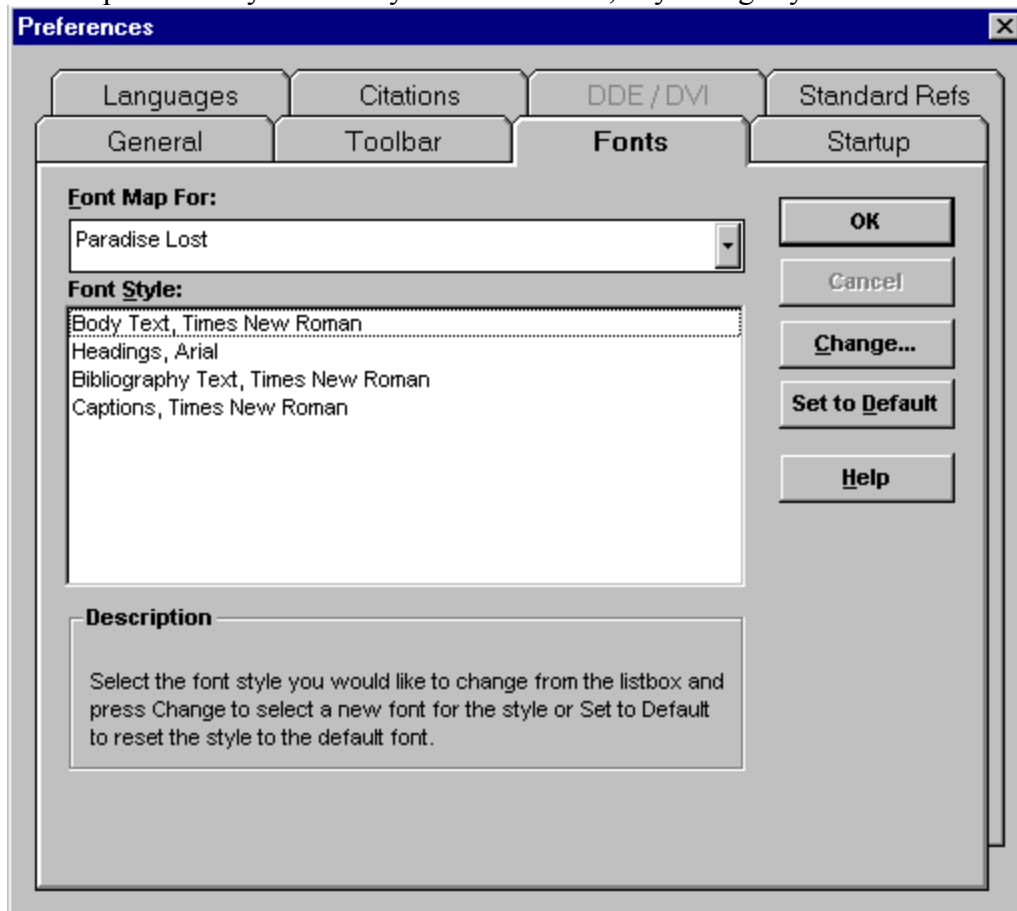 Preferences
Languages Citations DDE / DVI Standard Refs
General Toolbar Fonts Startup
Font Map For:
Paradise Lost
OK
Cancel
Font Style:
Body Text, Times New Roman
Headings, Arial
Bibliography Text, Times New Roman
Captions, Times New Roman
Change...
Set to Default
Help
Description
Select the font style you would like to change from the listbox and
press Change to select a new font for the style or Set to Default
to reset the style to the default font.